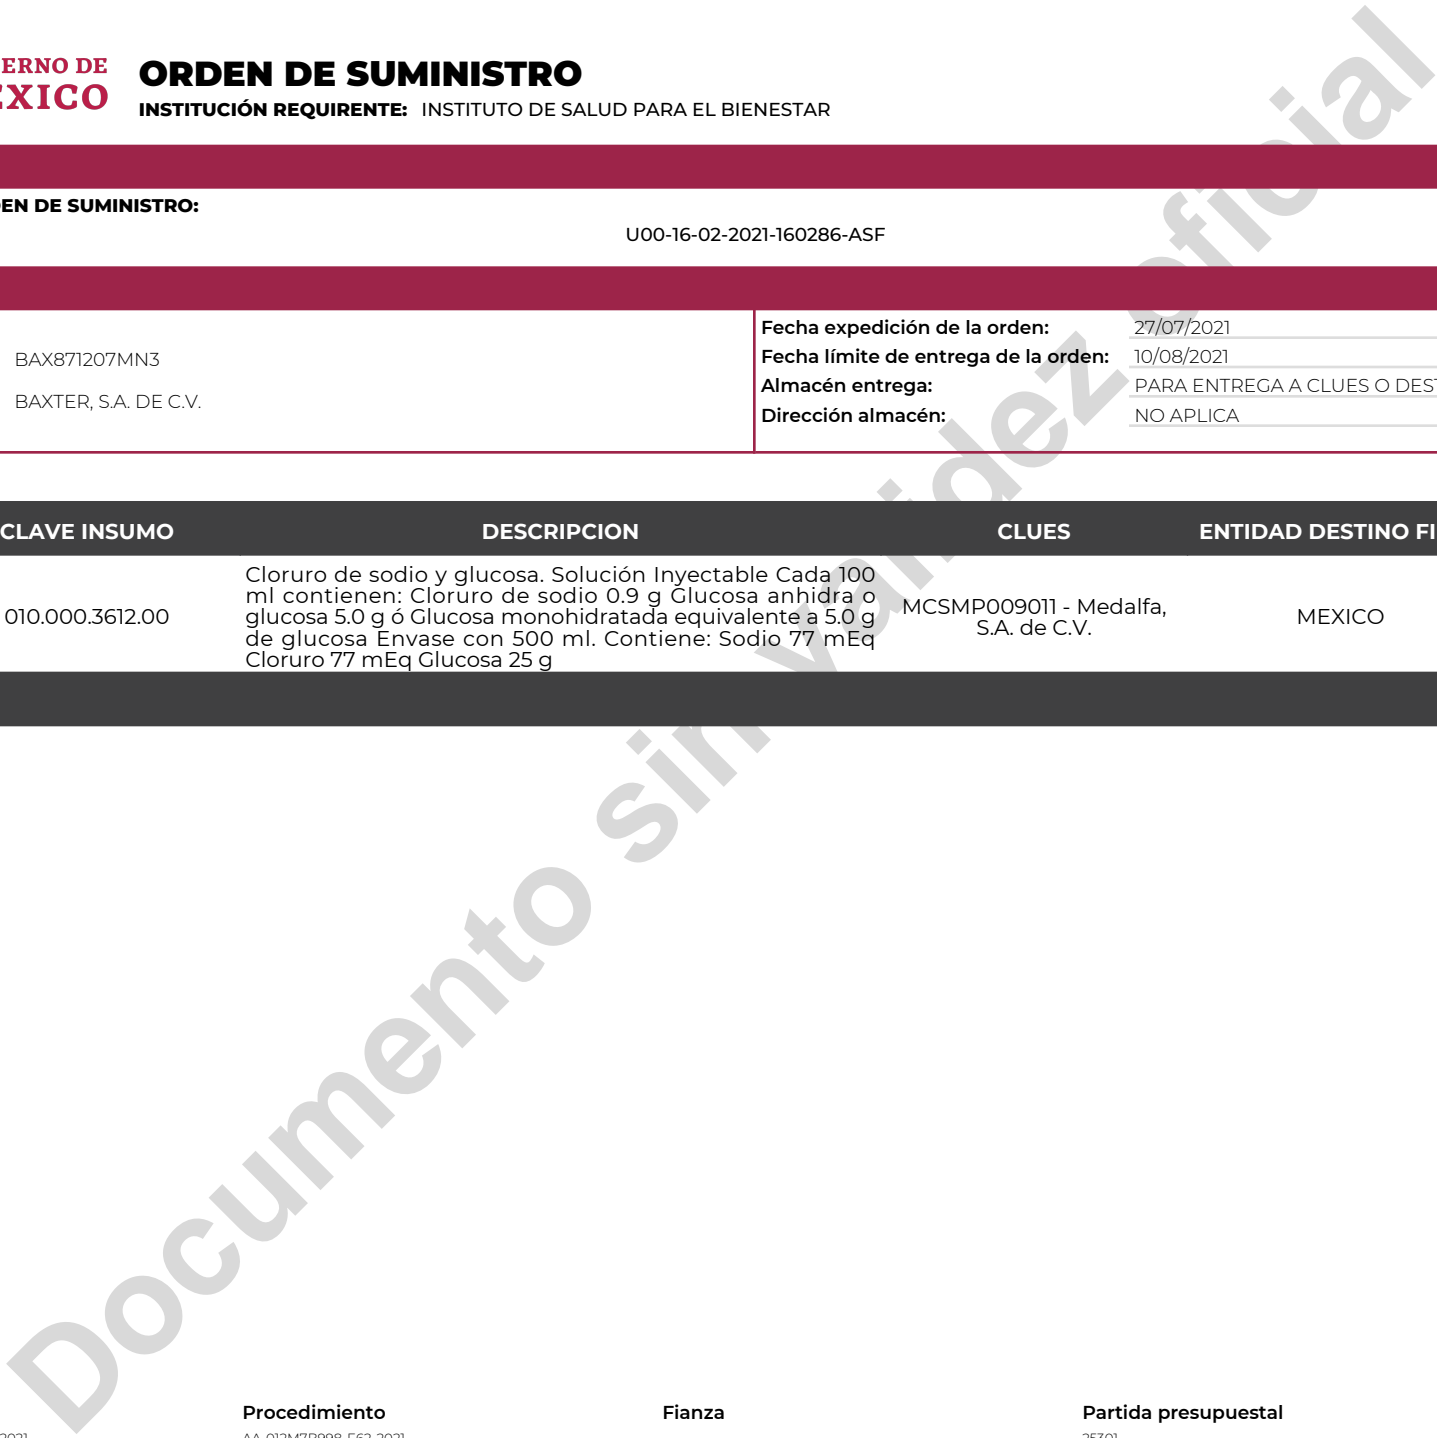 ERNO DE
EXICO
ORDEN DE SUMINISTRO
INSTITUCIÓN REQUIRENTE: INSTITUTO DE SALUD PARA EL BIENESTAR
EN DE SUMINISTRO:
U00-16-02-2021-160286-ASF
BAX871207MN3
BAXTER, S.A. DE C.V.
Fecha expedición de la orden: 27/07/2021
Fecha límite de entrega de la orden: 10/08/2021
Almacén entrega: PARA ENTREGA A CLUES O DEST
Dirección almacén: NO APLICA
CLAVE INSUMO DESCRIPCION CLUES ENTIDAD DESTINO FI
010.000.3612.00
Cloruro de sodio y glucosa. Solución Inyectable Cada 100
ml contienen: Cloruro de sodio 0.9 g Glucosa anhidra o
glucosa 5.0 g ó Glucosa monohidratada equivalente a 5.0 g
de glucosa Envase con 500 ml. Contiene: Sodio 77 mEq
Cloruro 77 mEq Glucosa 25 g
MCSMP009011 - Medalfa,
S.A. de C.V.
MEXICO
Documento sin validez oficial
Procedimiento Fianza Partida presupuestal